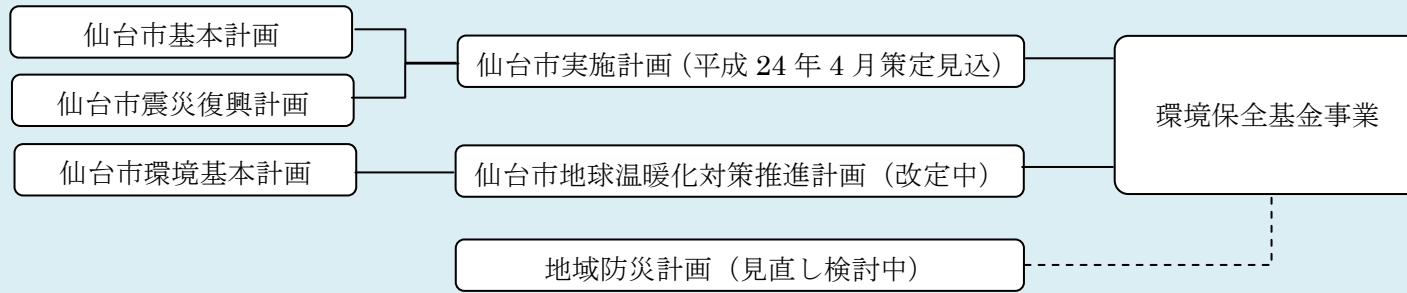 仙台市基本計画
仙台市実施計画（平成 24 年 4 月策定見込）
仙台市震災復興計画
環境保全基金事業
仙台市環境基本計画
仙台市地球温暖化対策推進計画（改定中）
地域防災計画（見直し検討中）